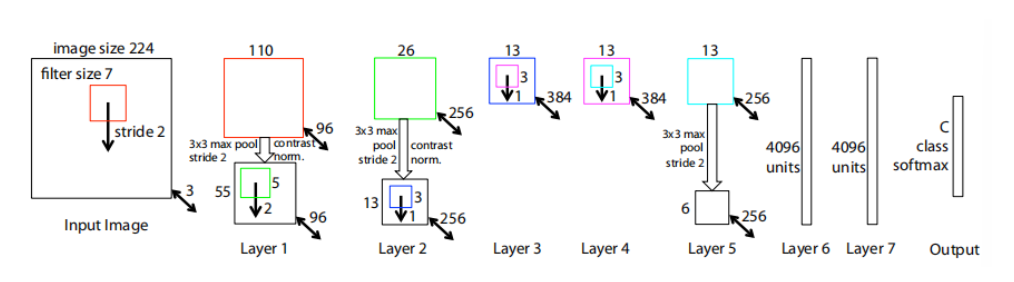 image size 224
filter size 7
stride 2
3
Input Image
110
96
3x3 max pool
stride 2
contrast
norm.
55
5
2
96
Layer 1
26
256
3x3 max
pool
stride 2
contrast
norm.
13
3
1
256
Layer 2
13
3
1
384
Layer 3
13
3
1
384
Layer 4
13
256
3x3 max
pool
stride 2
6
256
Layer 5
4096
units
Layer 6
4096
units
Layer 7
C
class
softmax
Output